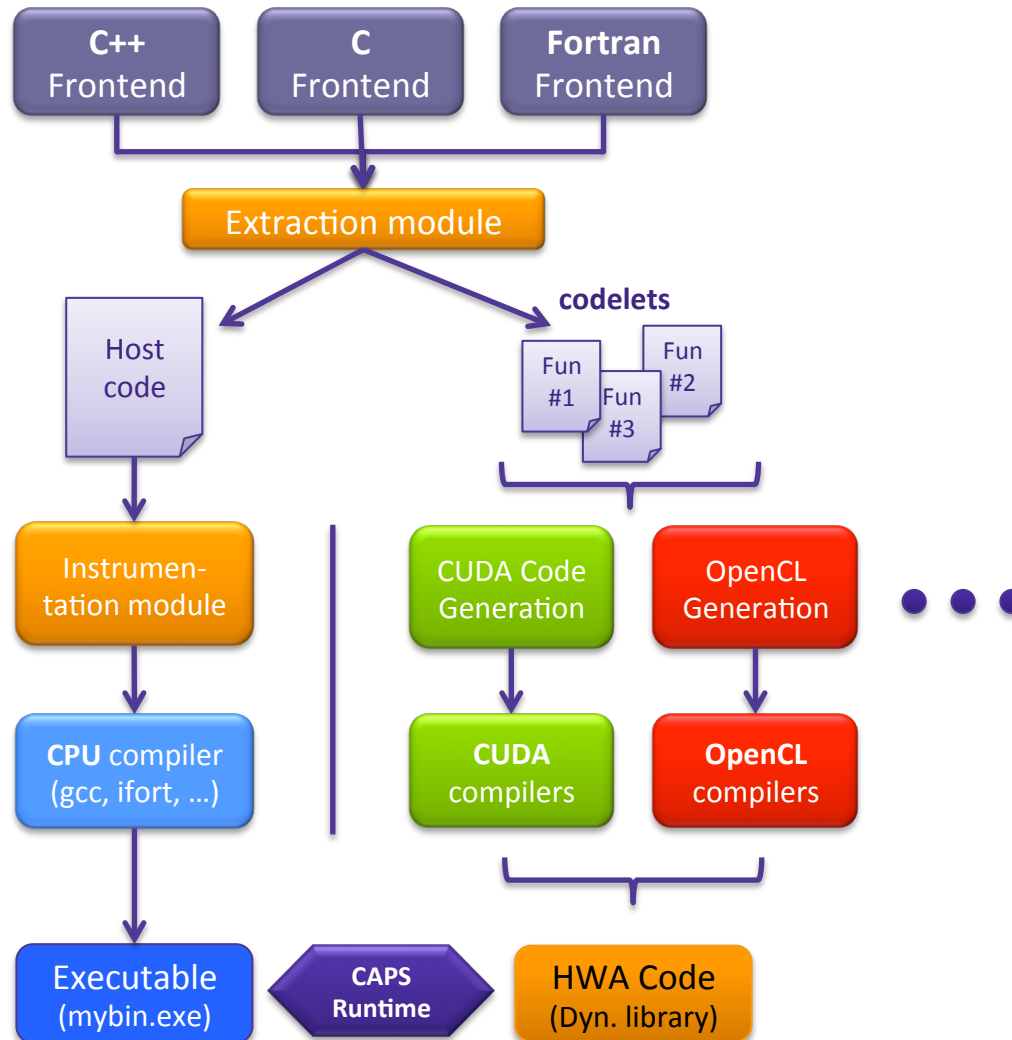 C++
Frontend
C
Frontend
Fortran
Frontend
Extraction module
codelets
Host
code
Fun
#1
Fun
#2
Fun
#3
Instrumen-
tation module
CUDA Code
Generation
OpenCL
Generation
CPU compiler
(gcc, ifort, ...)
CUDA
compilers
OpenCL
compilers
Executable
(mybin.exe)
CAPS
Runtime
HWA Code
(Dyn. library)